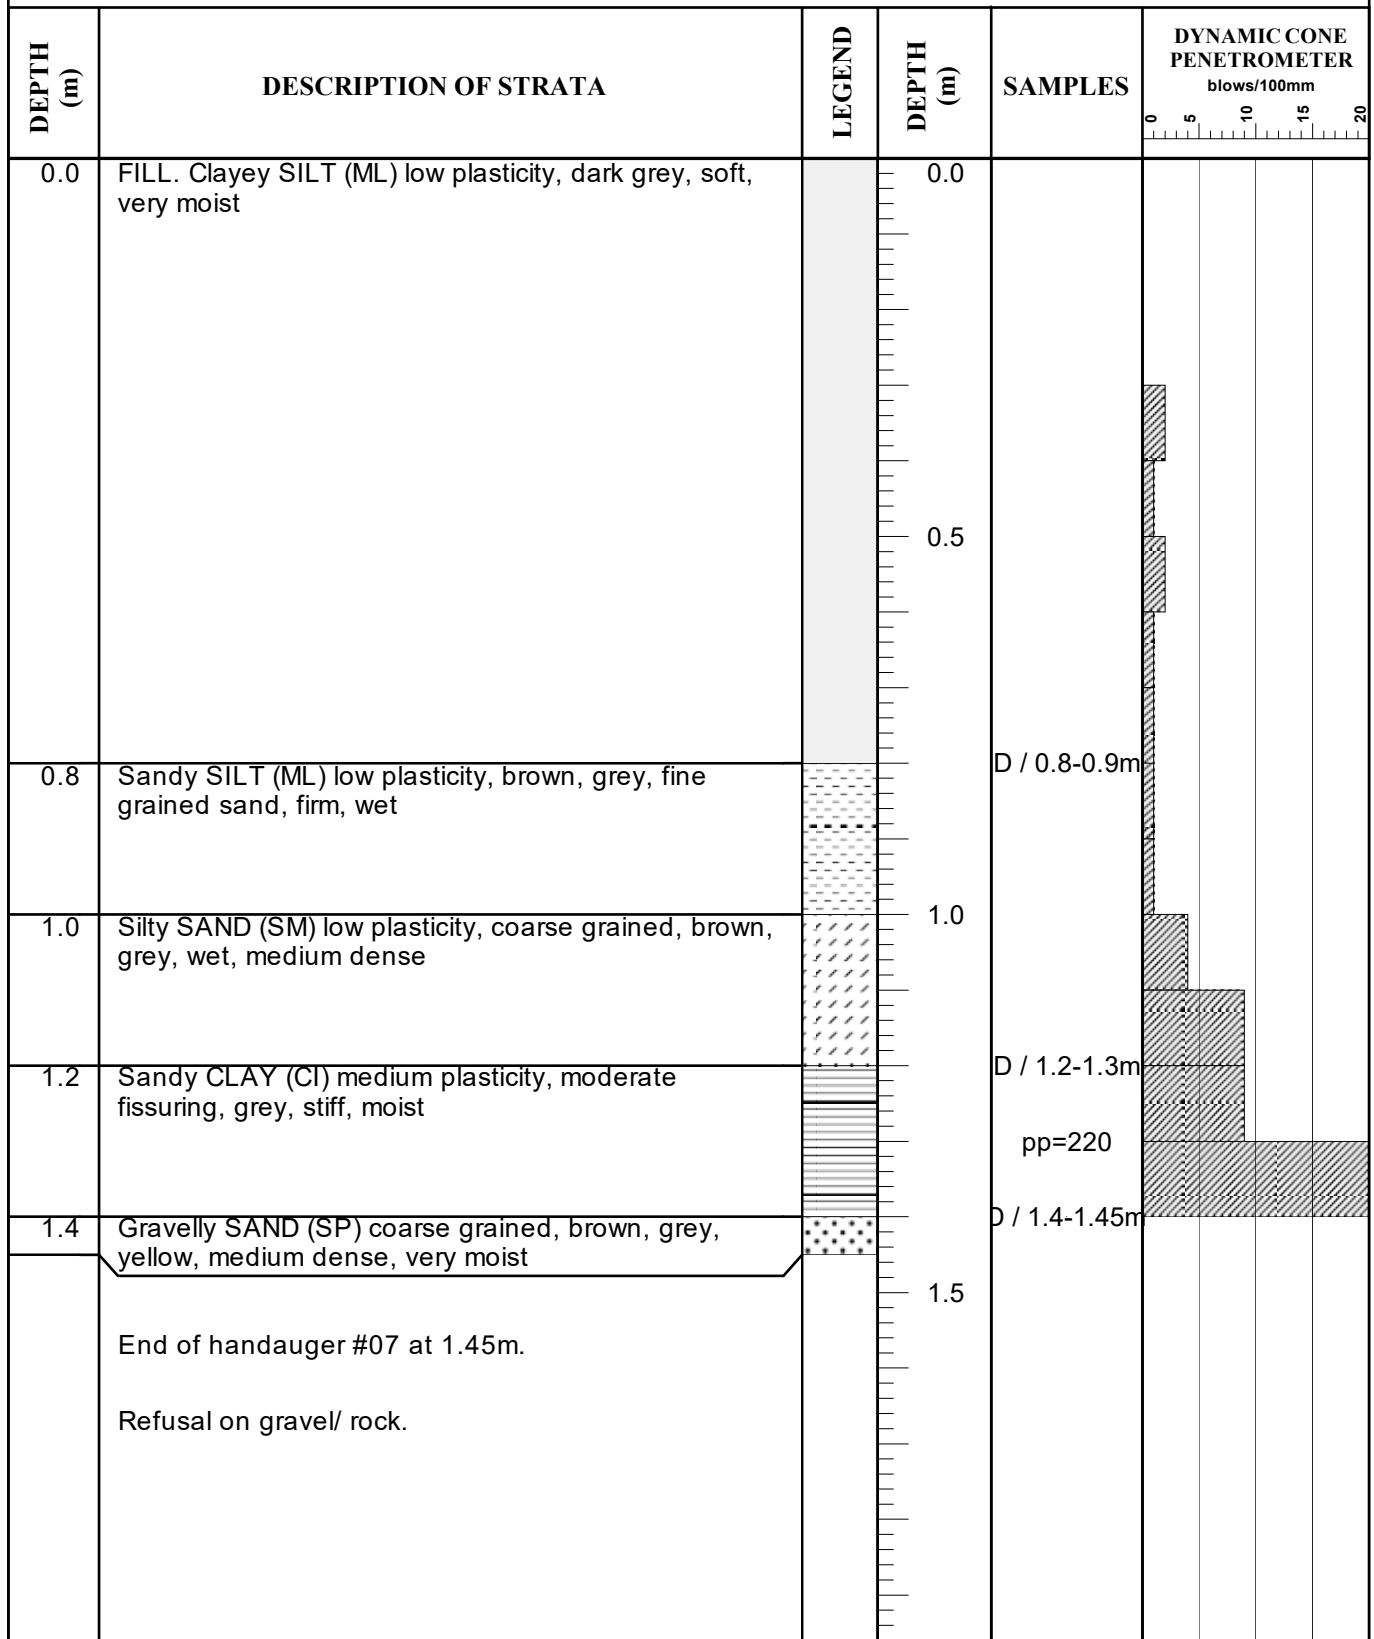 DEPTH
(m)
DESCRIPTION OF STRATA
LEGEND
DEPTH
(m)
SAMPLES
DYNAMIC CONE
PENETROMETER
blows/100mm
0 5 10 15 20
0.0 FILL. Clayey SILT (ML) low plasticity, dark grey, soft,
very moist
0.0
0.5
0.8 Sandy SILT (ML) low plasticity, brown, grey, fine
grained sand, firm, wet
D / 0.8-0.9m
1.0 Silty SAND (SM) low plasticity, coarse grained, brown,
grey, wet, medium dense
1.0
1.2 Sandy CLAY (CI) medium plasticity, moderate
fissuring, grey, stiff, moist
D / 1.2-1.3m
pp=220
1.4 Gravelly SAND (SP) coarse grained, brown, grey,
yellow, medium dense, very moist
D / 1.4-1.45m
1.5
End of handauger #07 at 1.45m.
Refusal on gravel/ rock.